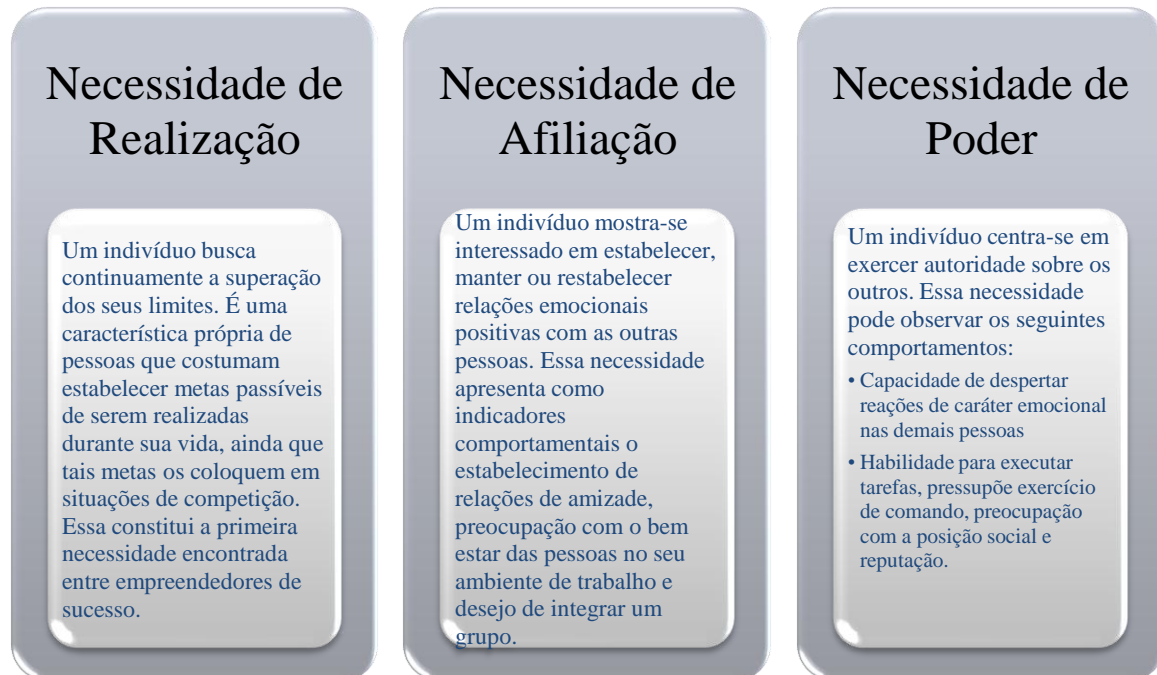 Necessidade de
Realização
Um indivíduo busca
continuamente a superação
dos seus limites. É uma
característica própria de
pessoas que costumam
estabelecer metas passíveis
de serem realizadas
durante sua vida, ainda que
tais metas os coloquem em
situações de competição.
Essa constitui a primeira
necessidade encontrada
entre empreendedores de
sucesso.
Necessidade de
Afiliação
Um indivíduo mostra-se
interessado em estabelecer,
manter ou restabelecer
relações emocionais
positivas com as outras
pessoas. Essa necessidade
apresenta como
indicadores
comportamentais o
estabelecimento de
relações de amizade,
preocupação com o bem
estar das pessoas no seu
ambiente de trabalho e
desejo de integrar um
grupo.
Necessidade de
Poder
Um indivíduo centra-se em
exercer autoridade sobre os
outros. Essa necessidade
pode observar os seguintes
comportamentos:
• Capacidade de despertar
reações de caráter emocional
nas demais pessoas
• Habilidade para executar
tarefas, pressupõe exercício
de comando, preocupação
com a posição social e
reputação.